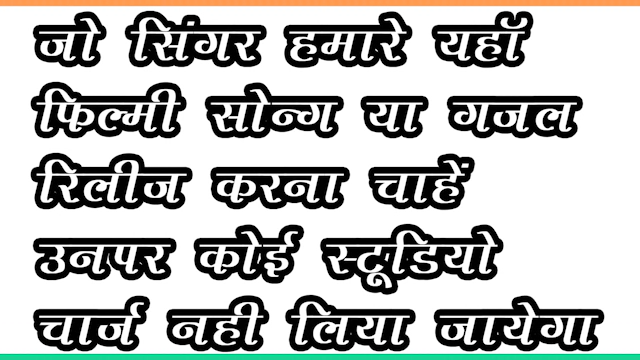 जो सिंगर हमारे यहॉ
फिल्मी सोन्ग या गजल
रिलीज करना चाहें
उनपर कोई स्टूडियो
चार्ज नही लिया जायेगा